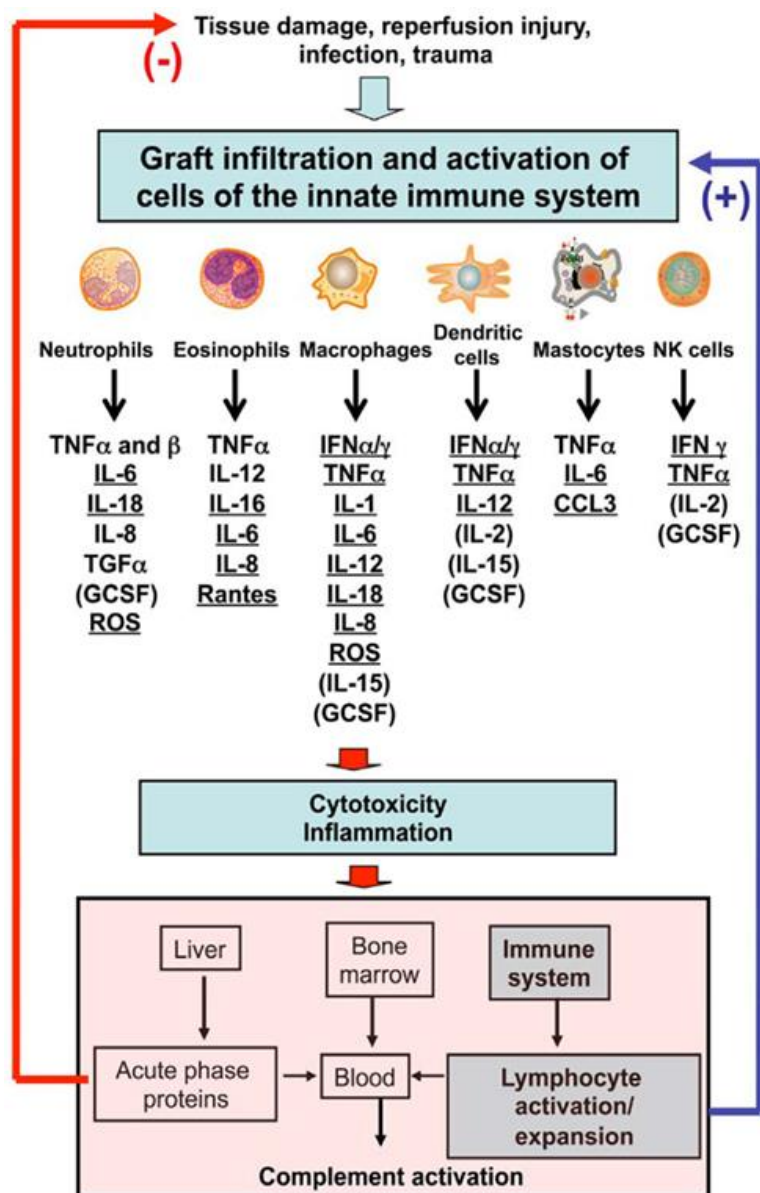 Tissue damage, reperfusion injury,
infection, trauma
(-)
Graft infiltration and activation of
cells of the innate immune system
(+)
Neutrophils
Eosinophils
Macrophages
Dendritic
cells
Mastocytes
NK cells
TNFα and β
IL-6
IL-18
IL-8
TGFα
(GCSF)
ROS
TNFα
IL-12
IL-16
IL-6
IL-8
Rantes
IFNα/γ
TNFα
IL-1
IL-6
IL-12
IL-18
IL-8
ROS
(IL-15)
(GCSF)
IFNα/γ
TNFα
IL-12
(IL-2)
(IL-15)
(GCSF)
TNFα
IL-6
CCL3
IFN γ
TNFα
(IL-2)
(GCSF)
Cytotoxicity
Inflammation
Liver
Bone
marrow
Immune
system
Acute phase
proteins
Blood
Lymphocyte
activation/
expansion
Complement activation